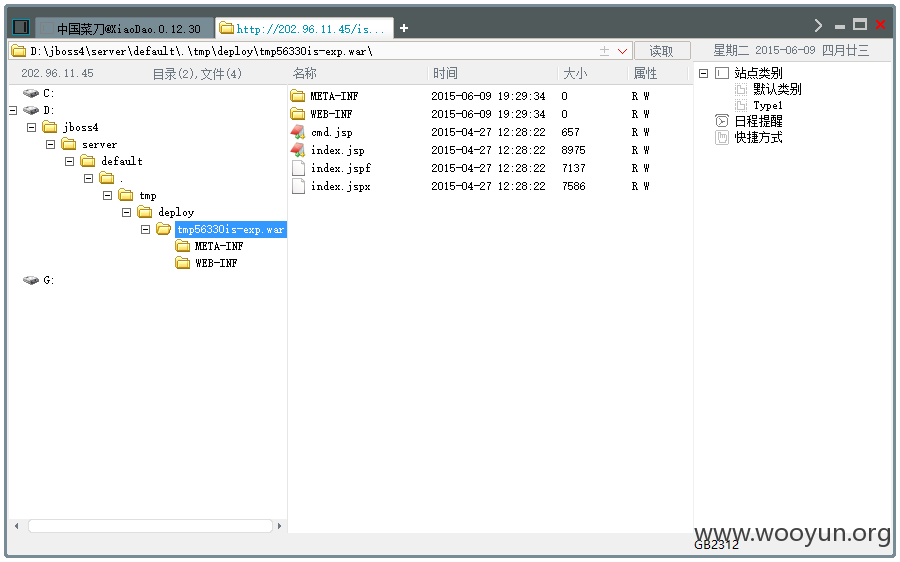 中国菜刀@XiaoDao.0.12.30
http://202.96.11.45/is...
+
D:\jboss4\server\default\.\tmp\deploy\tmp56330is-exp.war\
读取
星期二 2015-06-09 四月廿三
202.96.11.45
目录(2),文件(4)
名称 时间 大小 属性
C:
D:
jboss4
server
default
.
tmp
deploy
tmp56330is-exp.war
META-INF
WEB-INF
G:
META-INF 2015-06-09 19:29:34 0 R W
WEB-INF 2015-06-09 19:29:34 0 R W
cmd.jsp 2015-04-27 12:28:22 657 R W
index.jsp 2015-04-27 12:28:22 8975 R W
index.jspf 2015-04-27 12:28:22 7137 R W
index.jspx 2015-04-27 12:28:22 7586 R W
站点类别
默认类别
Type1
日程提醒
快捷方式
www.wooyun.org
GB2312